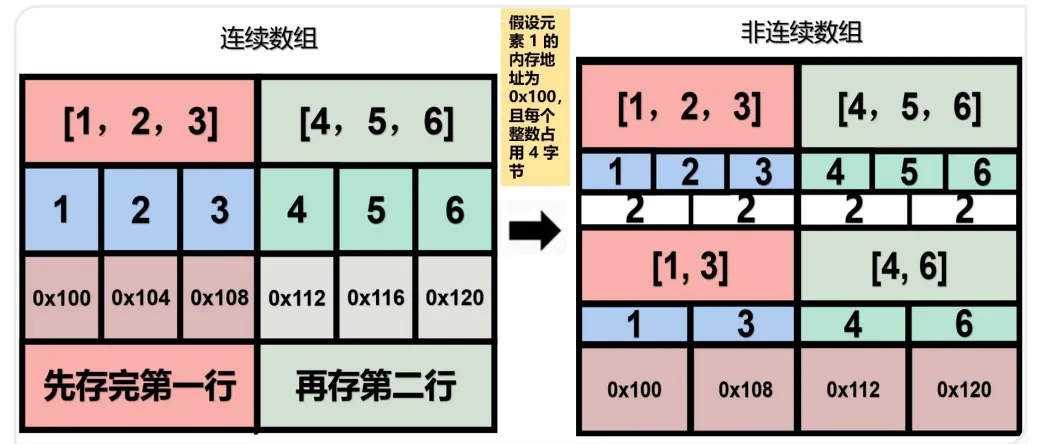 连续数组
[1，2，3] [4，5，6]
1 2 3 4 5 6
0x100 0x104 0x108 0x112 0x116 0x120
先存完第一行 再存第二行
假设元
素 1 的
内存地
址为
0x100，
且每个
整数占
用 4 字
节
非连续数组
[1，2，3] [4，5，6]
1 2 3 4 5 6
2 2 2 2
[1, 3] [4, 6]
1 3 4 6
0x100 0x108 0x112 0x120